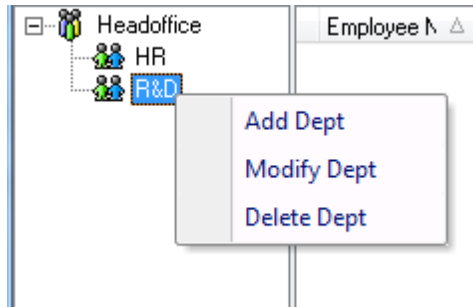 Headoffice
Employee N
HR
R&D
Add Dept
Modify Dept
Delete Dept